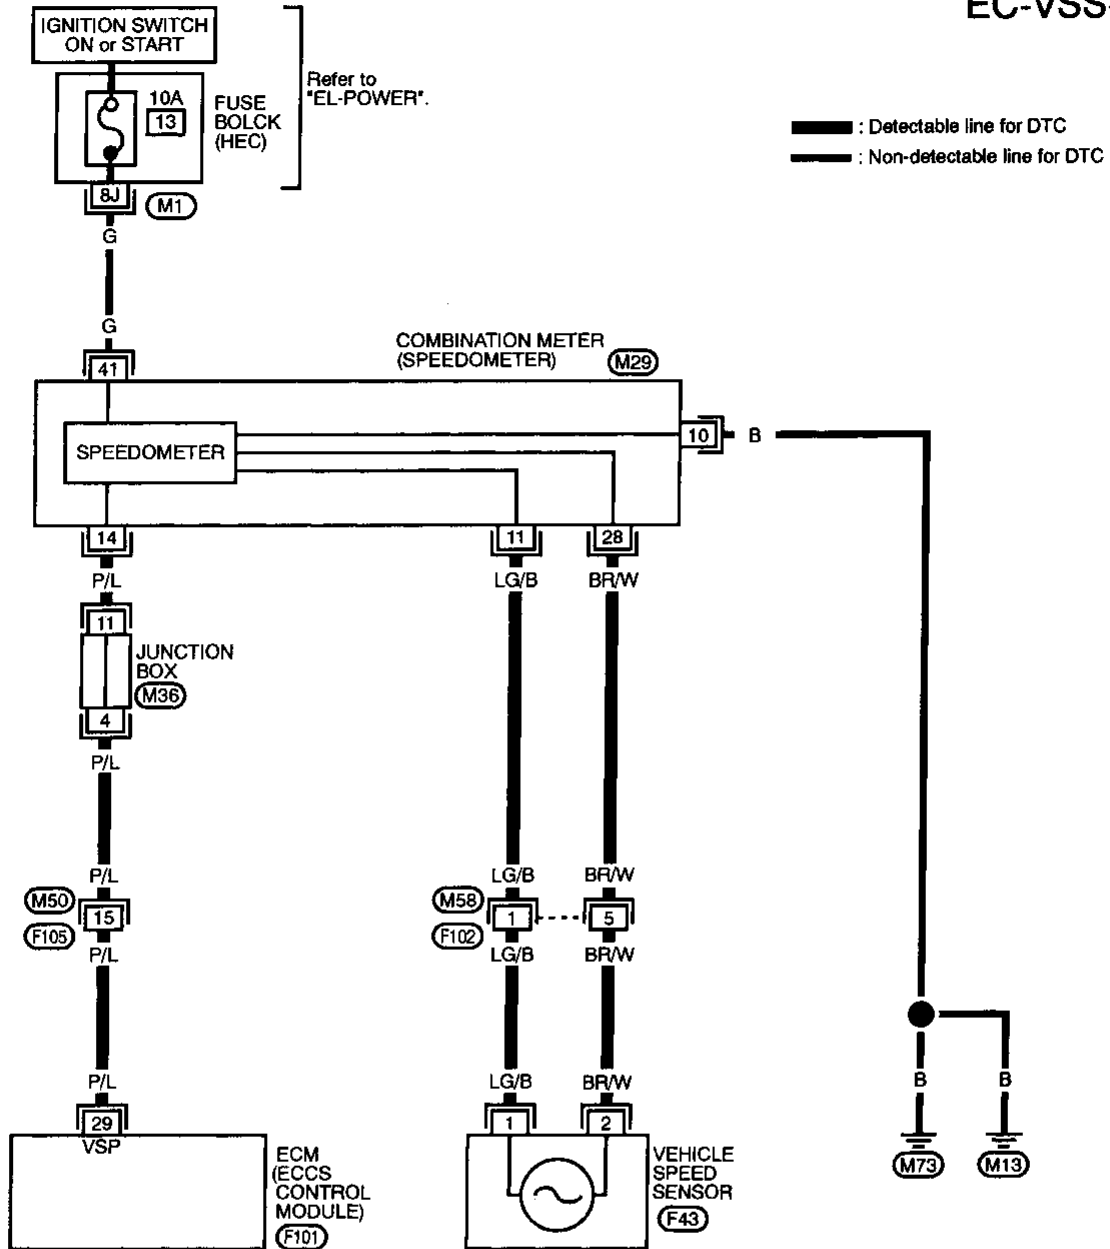 EC-VSS-
IGNITION SWITCH
ON or START
Refer to
"EL-POWER".
10A
13
FUSE
BOLCK
(HEC)
8J
M1
: Detectable line for DTC
: Non-detectable line for DTC
G
G
41
COMBINATION METER
(SPEEDOMETER)
M29
SPEEDOMETER
10
B
14
11
28
P/L
LG/B
BR/W
11
JUNCTION
BOX
M36
4
P/L
P/L
LG/B
BR/W
M50
15
M58
1
5
F105
F102
P/L
LG/B
BR/W
P/L
LG/B
BR/W
B
B
29
1
2
VSP
M73
M13
ECM
(ECCS
CONTROL
MODULE)
F101
VEHICLE
SPEED
SENSOR
F43